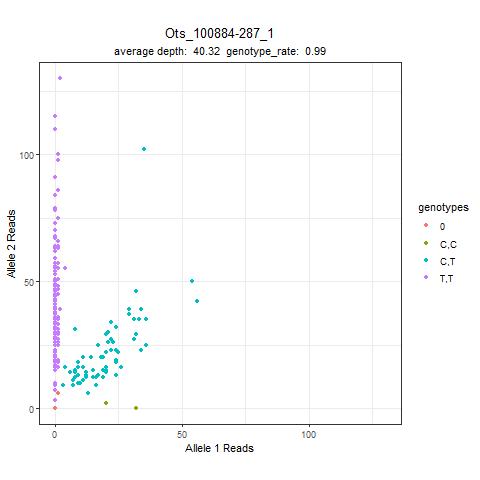 Ots_100884-287_1
average depth:  40.32  genotype_rate:  0.99
Allele 2 Reads
100
50
0
0
50
100
Allele 1 Reads
genotypes
0
C,C
C,T
T,T